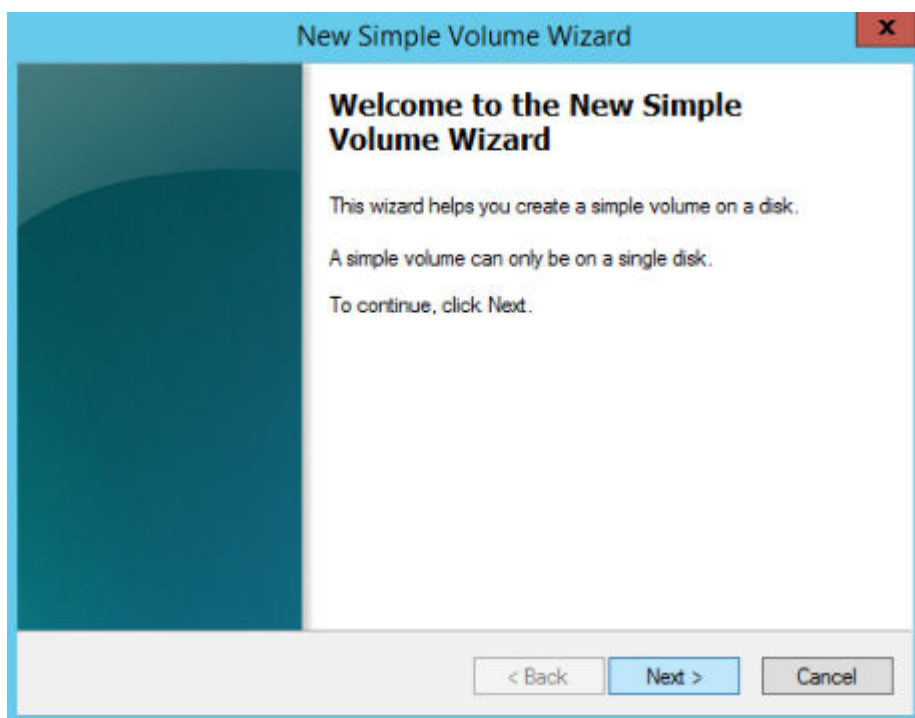 New Simple Volume Wizard
x
Welcome to the New Simple
Volume Wizard
This wizard helps you create a simple volume on a disk.
A simple volume can only be on a single disk.
To continue, click Next.
< Back
Next >
Cancel